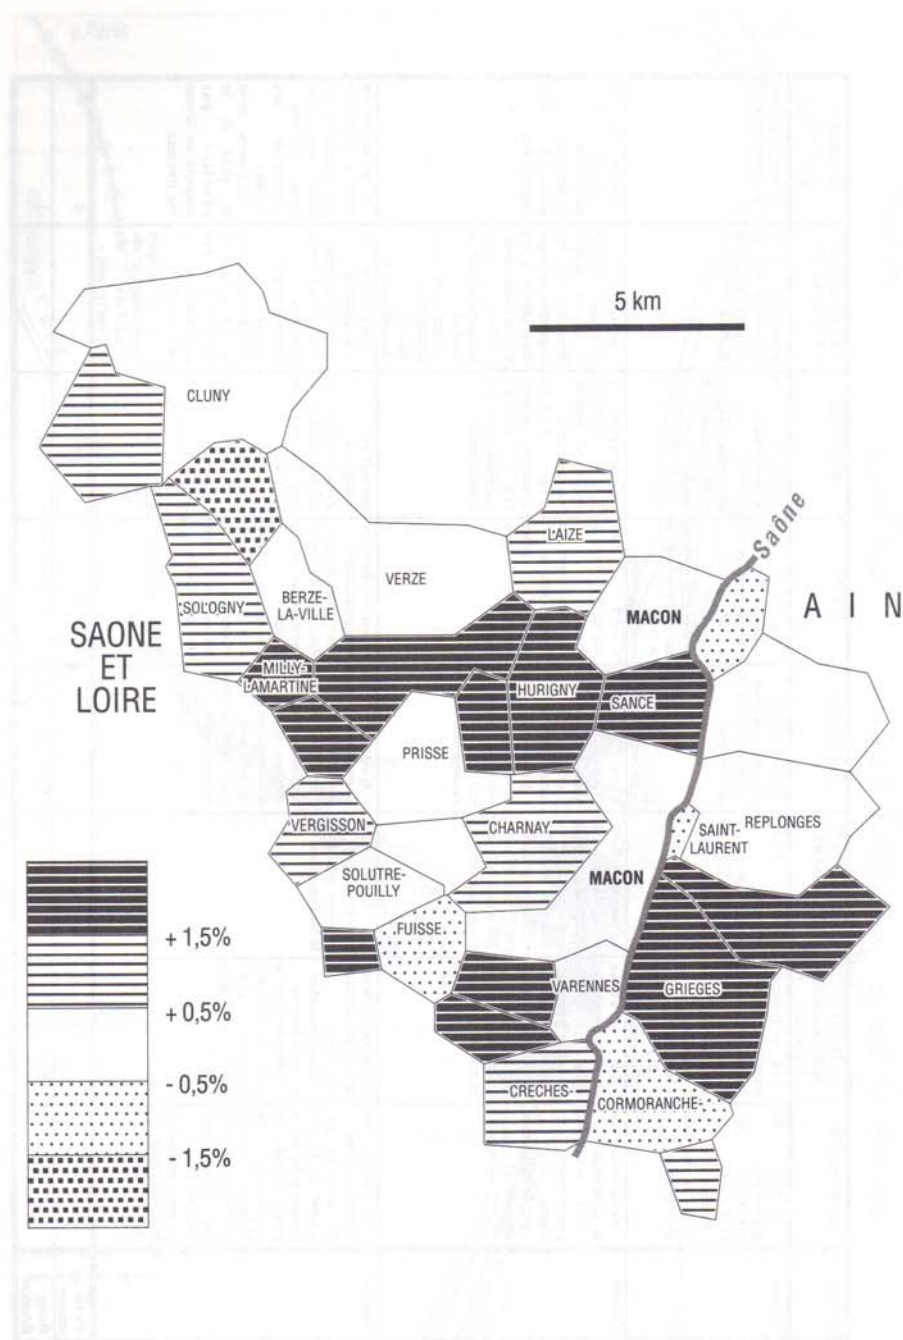 5 km
CLUNY
Saône
LAIZE
VERZE
BERZE-
LA-VILLE
SOLOGNY
MACON
A I N
SAONE
ET
LOIRE
MILLY-
LAMARTINE
HURIGNY
SANCE
PRISSE
VERGISSON
CHARNAY
SAINT-
LAURENT
REPLONGES
SOLUTRE-
POUILLY
MACON
FUISSE
VARENNES
GRIEGES
CRECHES
CORMORANCHE
+ 1,5%
+ 0,5%
- 0,5%
- 1,5%